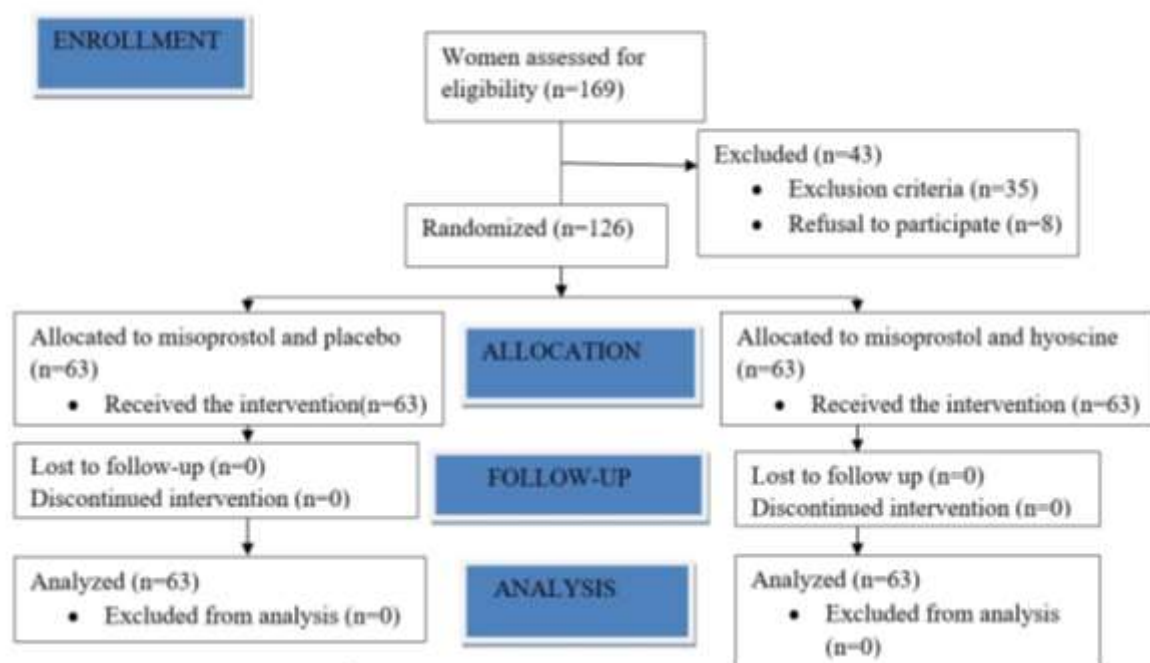 ENROLLMENT
Women assessed for
eligibility (n=169)
Excluded (n=43)
• Exclusion criteria (n=35)
• Refusal to participate (n=8)
Randomized (n=126)
Allocated to misoprostol and placebo
(n=63)
• Received the intervention(n=63)
ALLOCATION
Allocated to misoprostol and hyoscine
(n=63)
• Received the intervention (n=63)
Lost to follow-up (n=0)
Discontinued intervention (n=0)
FOLLOW-UP
Lost to follow up (n=0)
Discontinued intervention (n=0)
Analyzed (n=63)
• Excluded from analysis (n=0)
ANALYSIS
Analyzed (n=63)
• Excluded from analysis
(n=0)